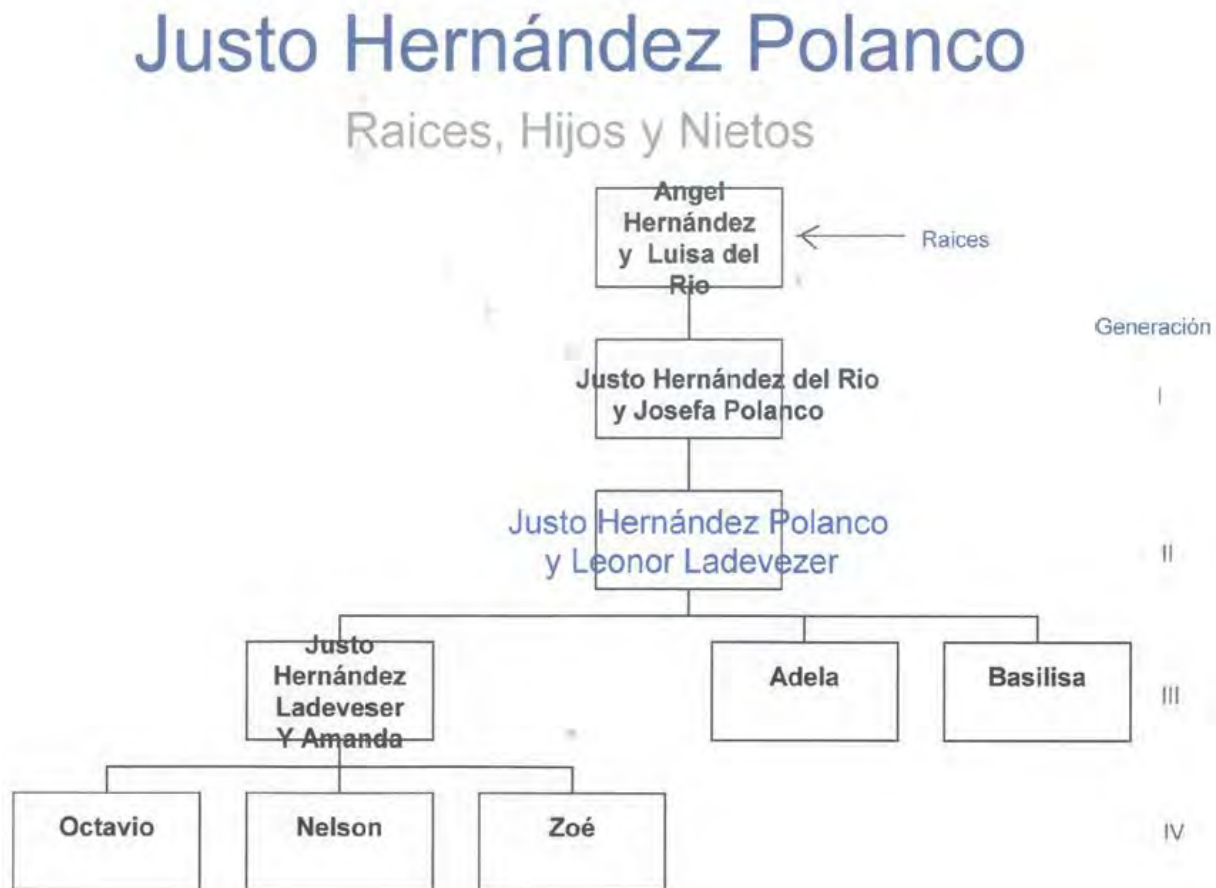 Justo Hernández Polanco
Raices, Hijos y Nietos
Angel
Hernández
y Luisa del
Rio
Raices
Generación
Justo Hernández del Rio
y Josefa Polanco
I
Justo Hernández Polanco
y Leonor Ladevezer
II
Justo
Hernández
Ladeveser
Y Amanda
Adela
Basilisa
III
Octavio
Nelson
Zoé
IV